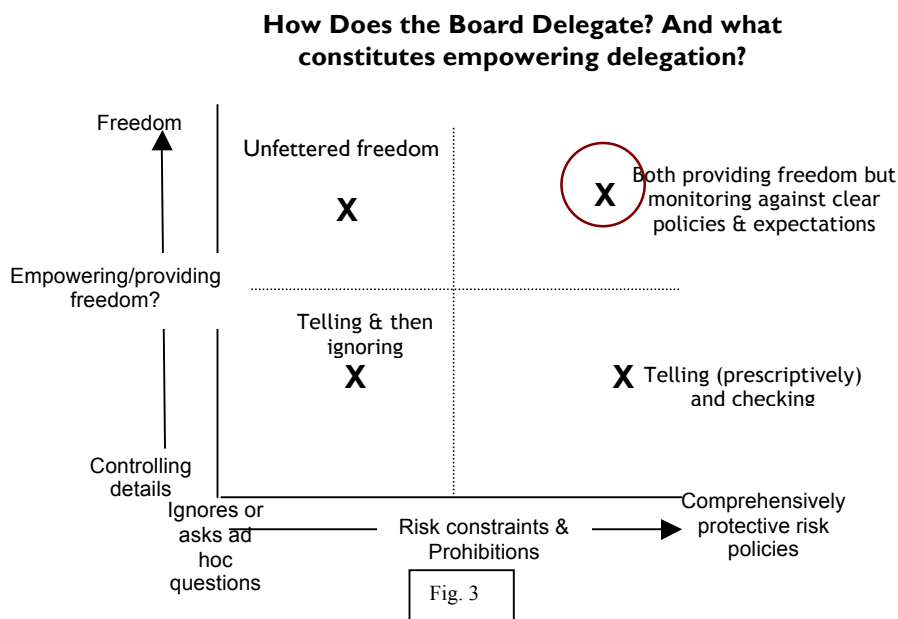 How Does the Board Delegate? And what
constitutes empowering delegation?
Freedom
Unfettered freedom
X
X
Both providing freedom but
monitoring against clear
policies & expectations
Empowering/providing
freedom?
Telling & then
ignoring
X
X
Telling (prescriptively)
and checking
Controlling
details
Ignores or
asks ad
hoc
questions
Risk constraints &
Prohibitions
Comprehensively
protective risk
policies
Fig. 3